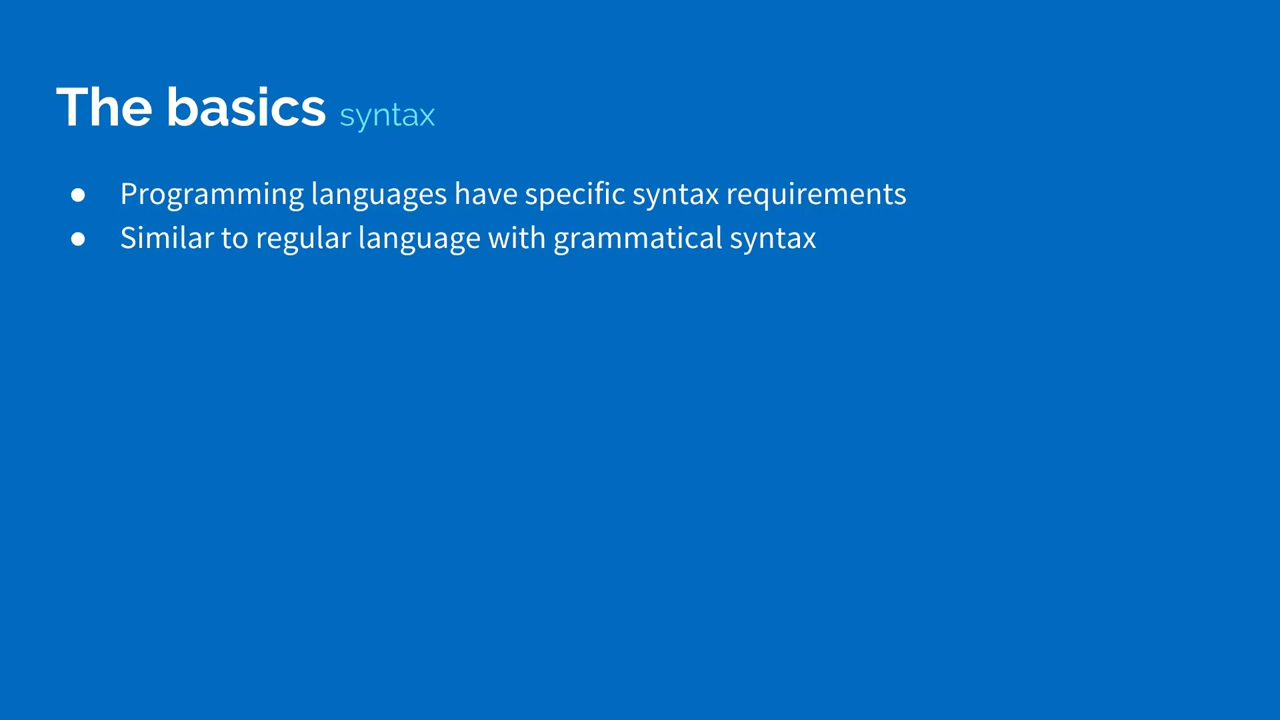 The basics syntax
● Programming languages have specific syntax requirements
● Similar to regular language with grammatical syntax